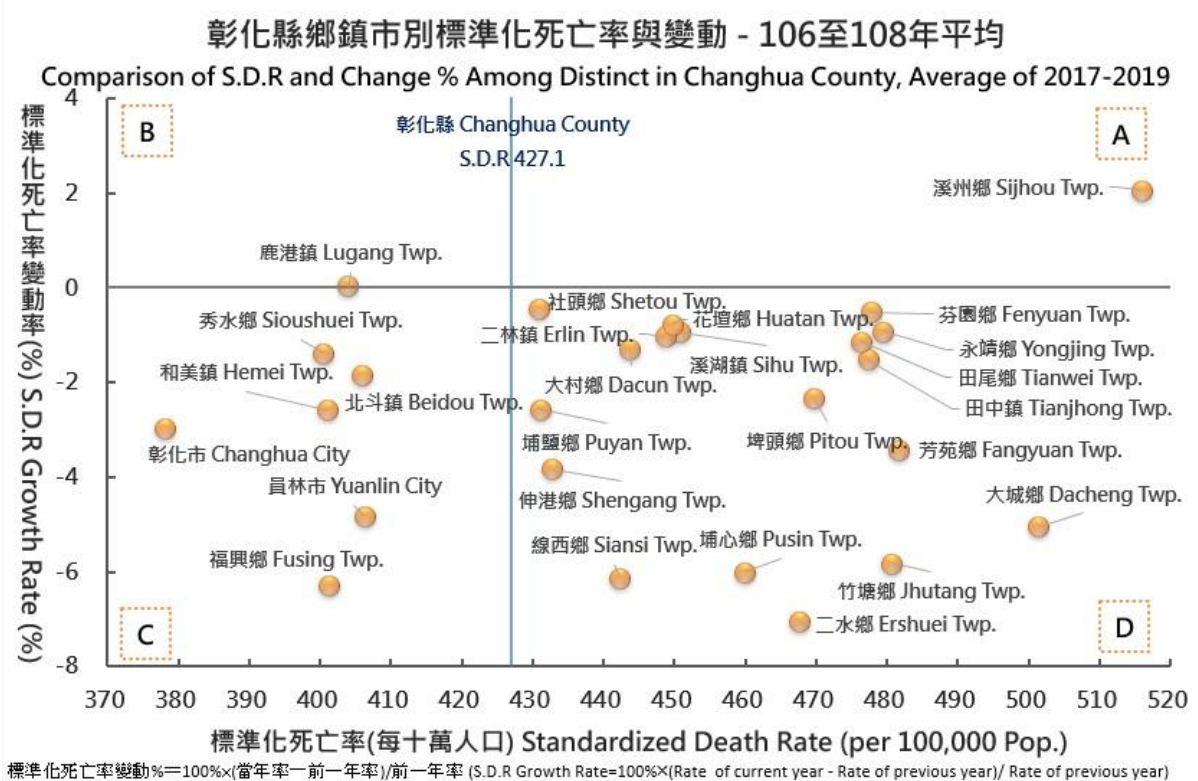 彰化縣鄉鎮市別標準化死亡率與變動 - 106至108年平均
Comparison of S.D.R and Change % Among Distinct in Changhua County, Average of 2017-2019
標準化死亡率變動率(%) S.D.R Growth Rate (%)
4
2
0
-2
-4
-6
-8
B
A
彰化縣 Changhua County
S.D.R 427.1
溪州鄉 Sijhou Twp.
鹿港鎮 Lugang Twp.
社頭鄉 Shetou Twp.
秀水鄉 Sioushuei Twp.
花壇鄉 Huatan Twp.
芬園鄉 Fenyuan Twp.
二林鎮 Erlin Twp.
永靖鄉 Yongjing Twp.
和美鎮 Hemei Twp.
溪湖鎮 Sihu Twp.
田尾鄉 Tianwei Twp.
大村鄉 Dacun Twp.
北斗鎮 Beidou Twp.
田中鎮 Tianjhong Twp.
埔鹽鄉 Puyan Twp.
埤頭鄉 Pitou Twp.
彰化市 Changhua City
芳苑鄉 Fangyuan Twp.
員林市 Yuanlin City
伸港鄉 Shengang Twp.
大城鄉 Dacheng Twp.
線西鄉 Siansi Twp.
埔心鄉 Pusin Twp.
福興鄉 Fusing Twp.
竹塘鄉 Jhutang Twp.
二水鄉 Ershuei Twp.
C
D
370 380 390 400 410 420 430 440 450 460 470 480 490 500 510 520
標準化死亡率(每十萬人口) Standardized Death Rate (per 100,000 Pop.)
標準化死亡率變動%＝100%×(當年率－前一年率)/前一年率 (S.D.R Growth Rate=100%×(Rate of current year - Rate of previous year)/ Rate of previous year)